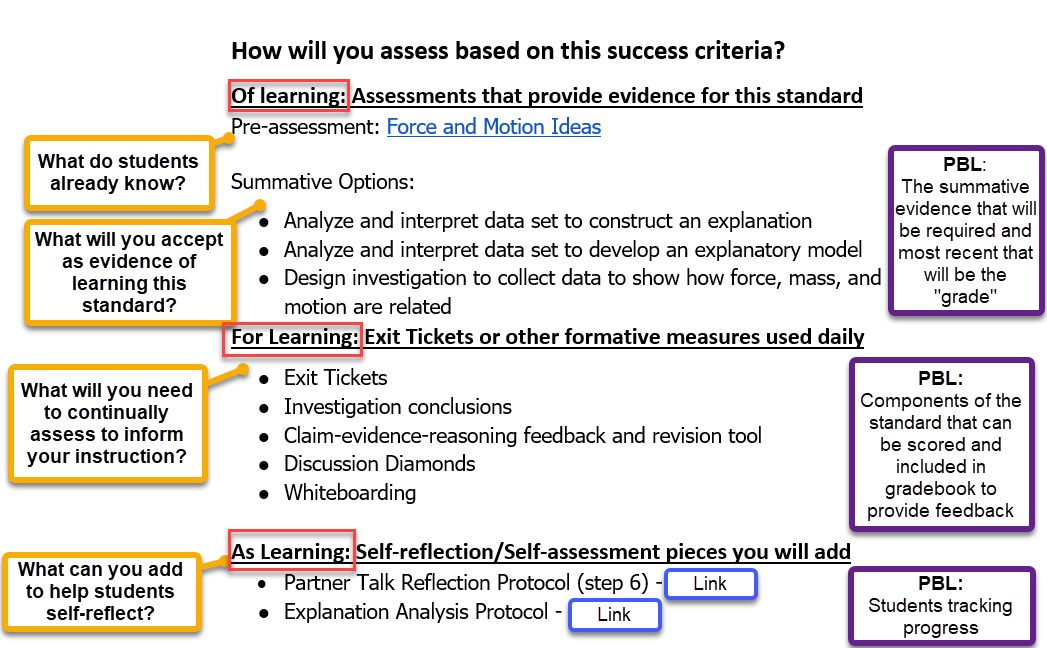 How will you assess based on this success criteria?
Of learning: Assessments that provide evidence for this standard
Pre-assessment: Force and Motion Ideas
What do students
already know?
Summative Options:
What will you accept
as evidence of
learning this
standard?
● Analyze and interpret data set to construct an explanation
● Analyze and interpret data set to develop an explanatory model
● Design investigation to collect data to show how force, mass, and
motion are related
PBL:
The summative
evidence that will
be required and
most recent that
will be the
"grade"
For Learning: Exit Tickets or other formative measures used daily
What will you need
to continually
assess to inform
your instruction?
● Exit Tickets
● Investigation conclusions
● Claim-evidence-reasoning feedback and revision tool
● Discussion Diamonds
● Whiteboarding
PBL:
Components of the
standard that can
be scored and
included in
gradebook to
provide feedback
As Learning: Self-reflection/Self-assessment pieces you will add
What can you add
to help students
self-reflect?
● Partner Talk Reflection Protocol (step 6) - Link
● Explanation Analysis Protocol - Link
PBL:
Students tracking
progress